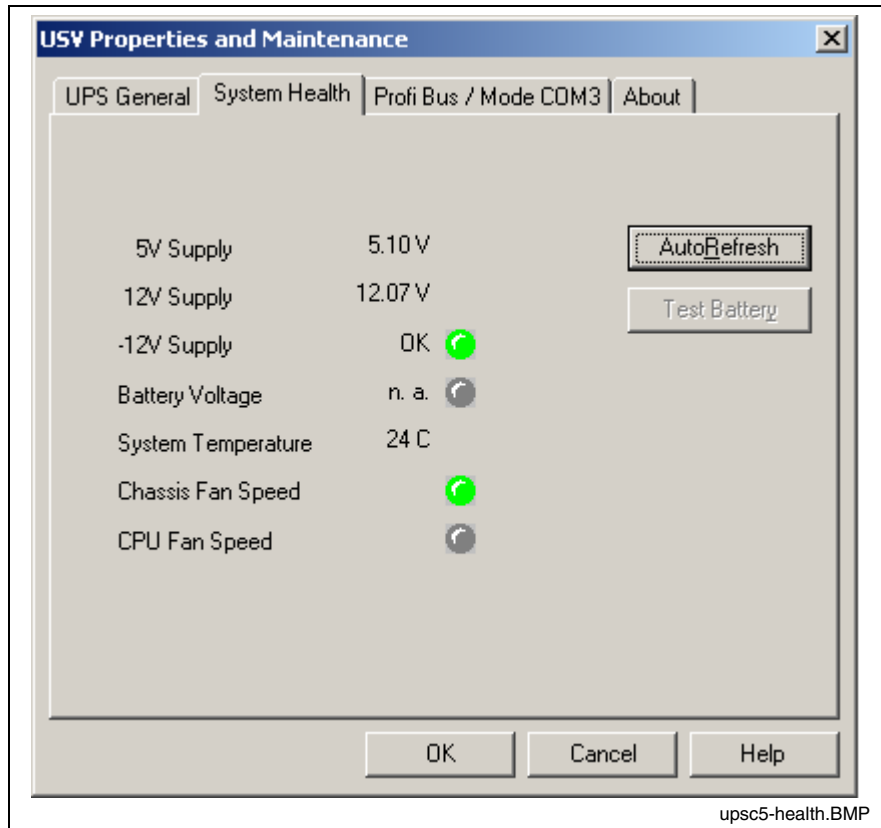 USV Properties and Maintenance
UPS General System Health Profi Bus / Mode COM3 About
5V Supply 5.10 V AutoRefresh
12V Supply 12.07 V Test Battery
-12V Supply OK
Battery Voltage n. a.
System Temperature 24 C
Chassis Fan Speed
CPU Fan Speed
OK Cancel Help
upsc5-health.BMP